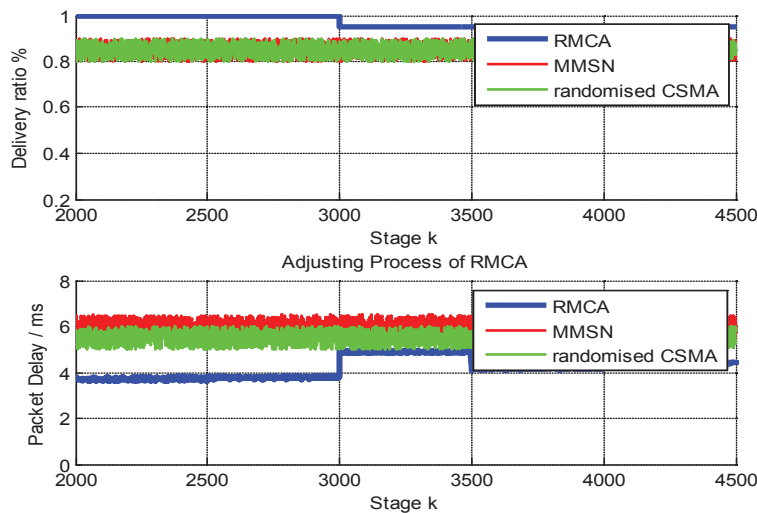 1
0.8
0.6
0.4
0.2
Delivery ratio %
RMCA
MMSN
randomised CSMA
2000 2500 3000 3500 4000 4500
Stage k
Adjusting Process of RMCA
8
6
4
2
0
Packet Delay / ms
RMCA
MMSN
randomised CSMA
2000 2500 3000 3500 4000 4500
Stage k